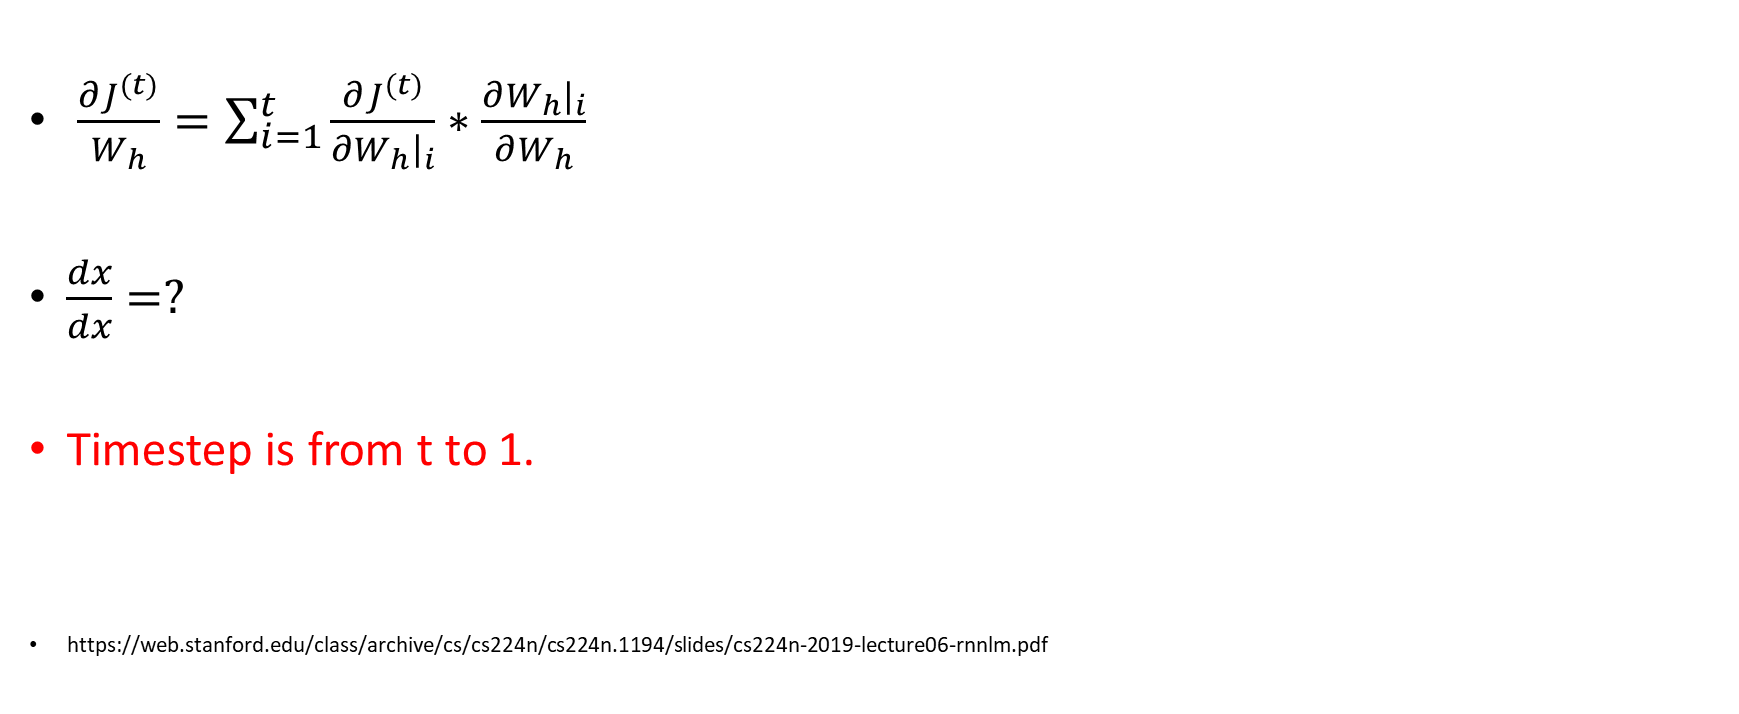 • ∂J^(t)/W_h = ∑_{i=1}^{t} ∂J^(t)/∂W_h|_i * ∂W_h|_i/∂W_h
• dx/dx =?
• Timestep is from t to 1.
• https://web.stanford.edu/class/archive/cs/cs224n/cs224n.1194/slides/cs224n-2019-lecture06-rnnlm.pdf